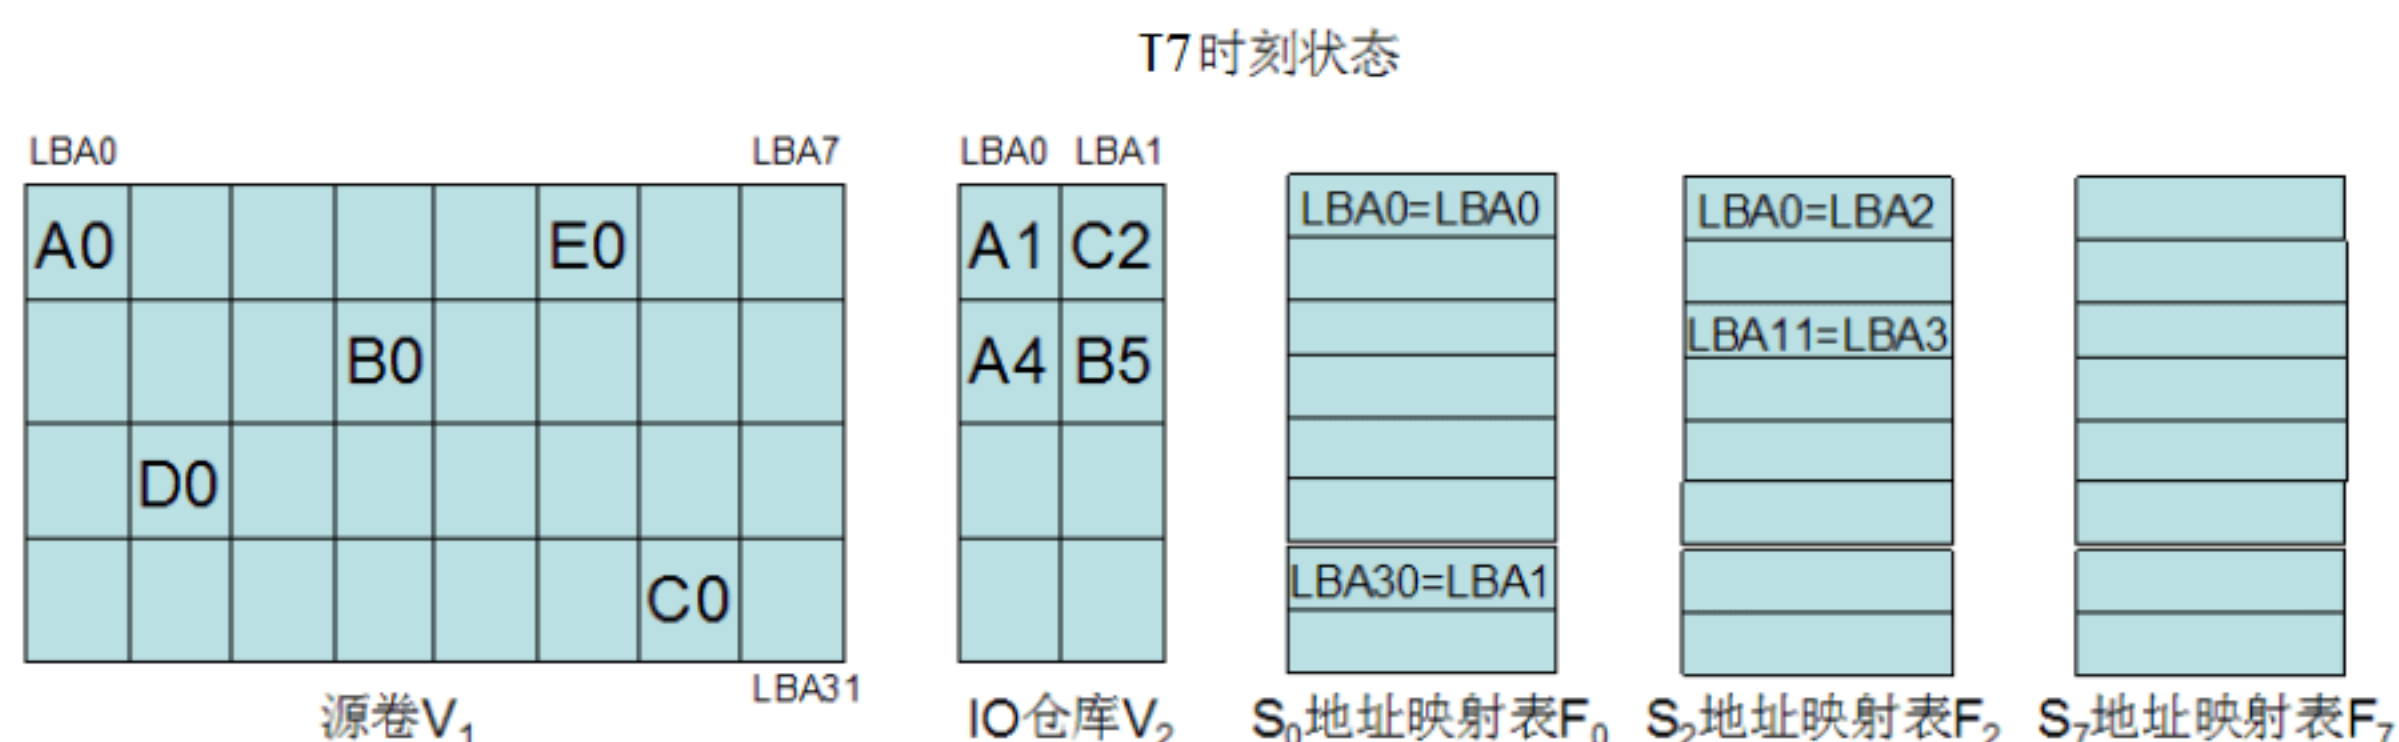 T7时刻状态
LBA0 LBA7 LBA0 LBA1
A0 E0 A1 C2 LBA0=LBA0 LBA0=LBA2
B0 A4 B5 LBA11=LBA3
D0
C0 LBA30=LBA1
LBA31
源卷V1 IO仓库V2 S0地址映射表F0 S2地址映射表F2 S7地址映射表F7